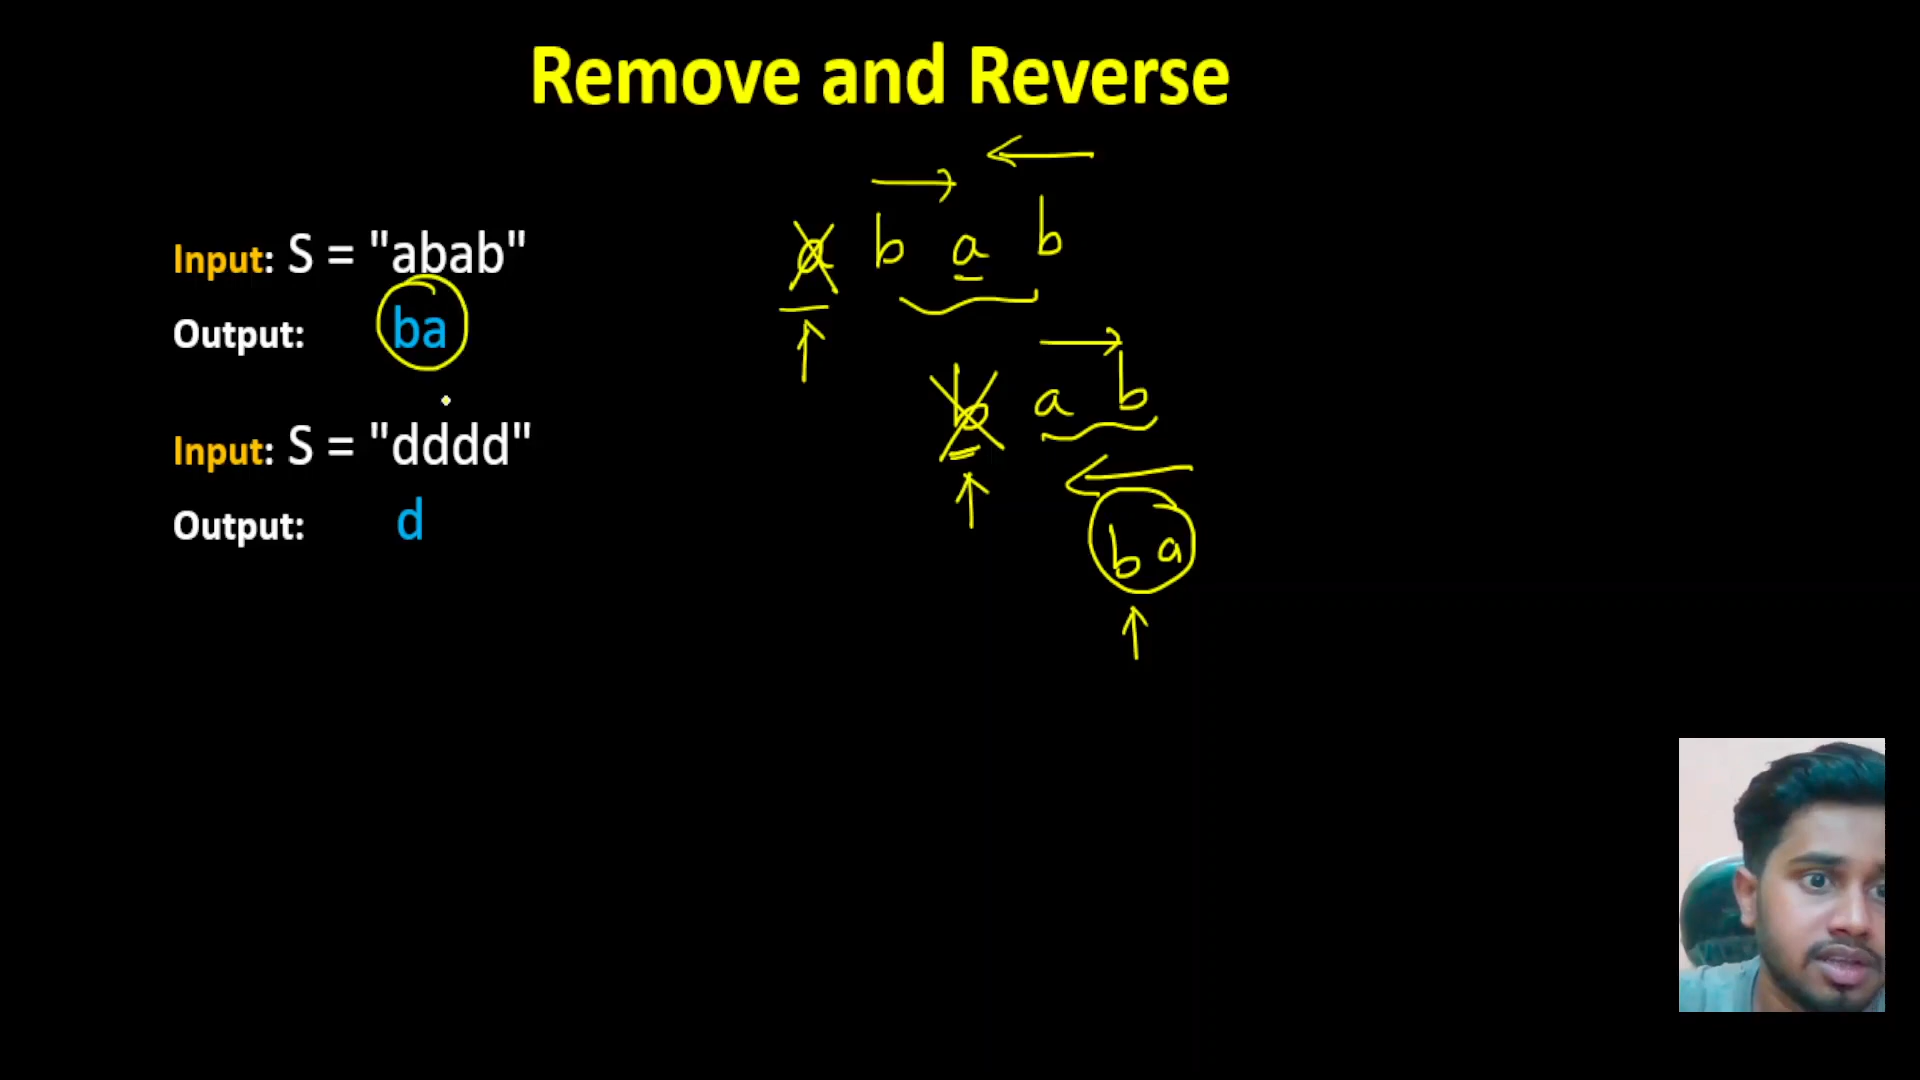 Remove and Reverse
Input: S = "abab"
Output: ba
Input: S = "dddd"
Output: d
a b a b
b a b
b a